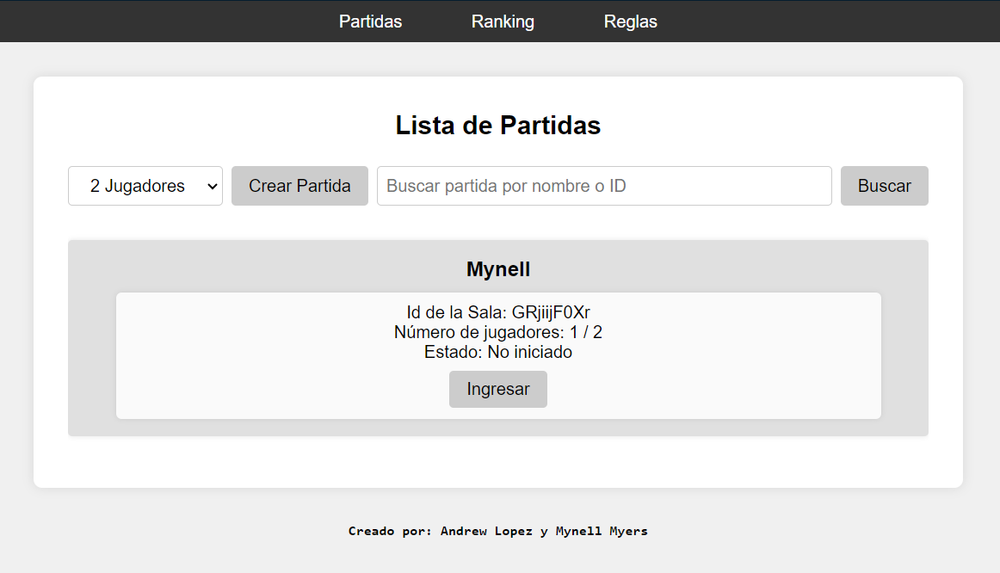 Partidas Ranking Reglas
Lista de Partidas
2 Jugadores Crear Partida Buscar partida por nombre o ID Buscar
Mynell
Id de la Sala: GRjiijF0Xr
Número de jugadores: 1 / 2
Estado: No iniciado
Ingresar
Creado por: Andrew Lopez y Mynell Myers